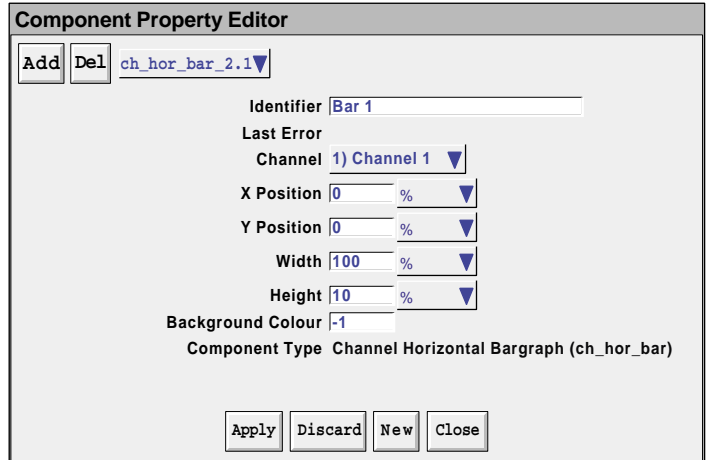 Component Property Editor
Add Del ch_hor_bar_2.1
Identifier Bar 1
Last Error
Channel 1) Channel 1
X Position 0 %
Y Position 0 %
Width 100 %
Height 10 %
Background Colour -1
Component Type Channel Horizontal Bargraph (ch_hor_bar)
Apply Discard New Close